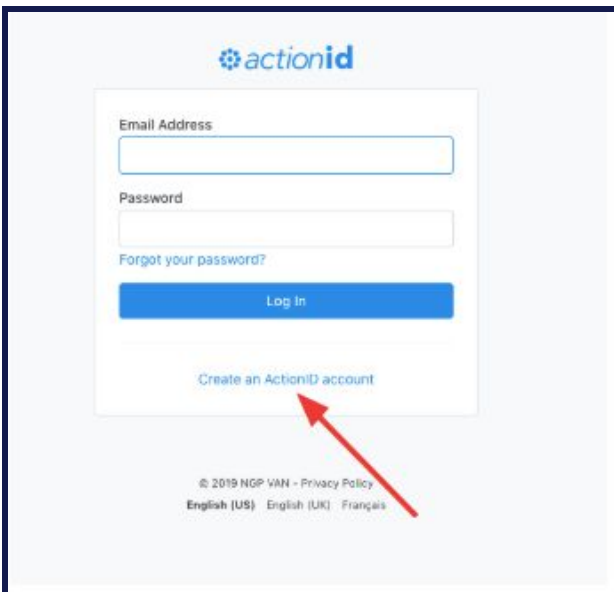 actionid
Email Address
Password
Forgot your password?
Log In
Create an ActionID account
© 2019 NGP VAN - Privacy Policy
English (US) English (UK) Français